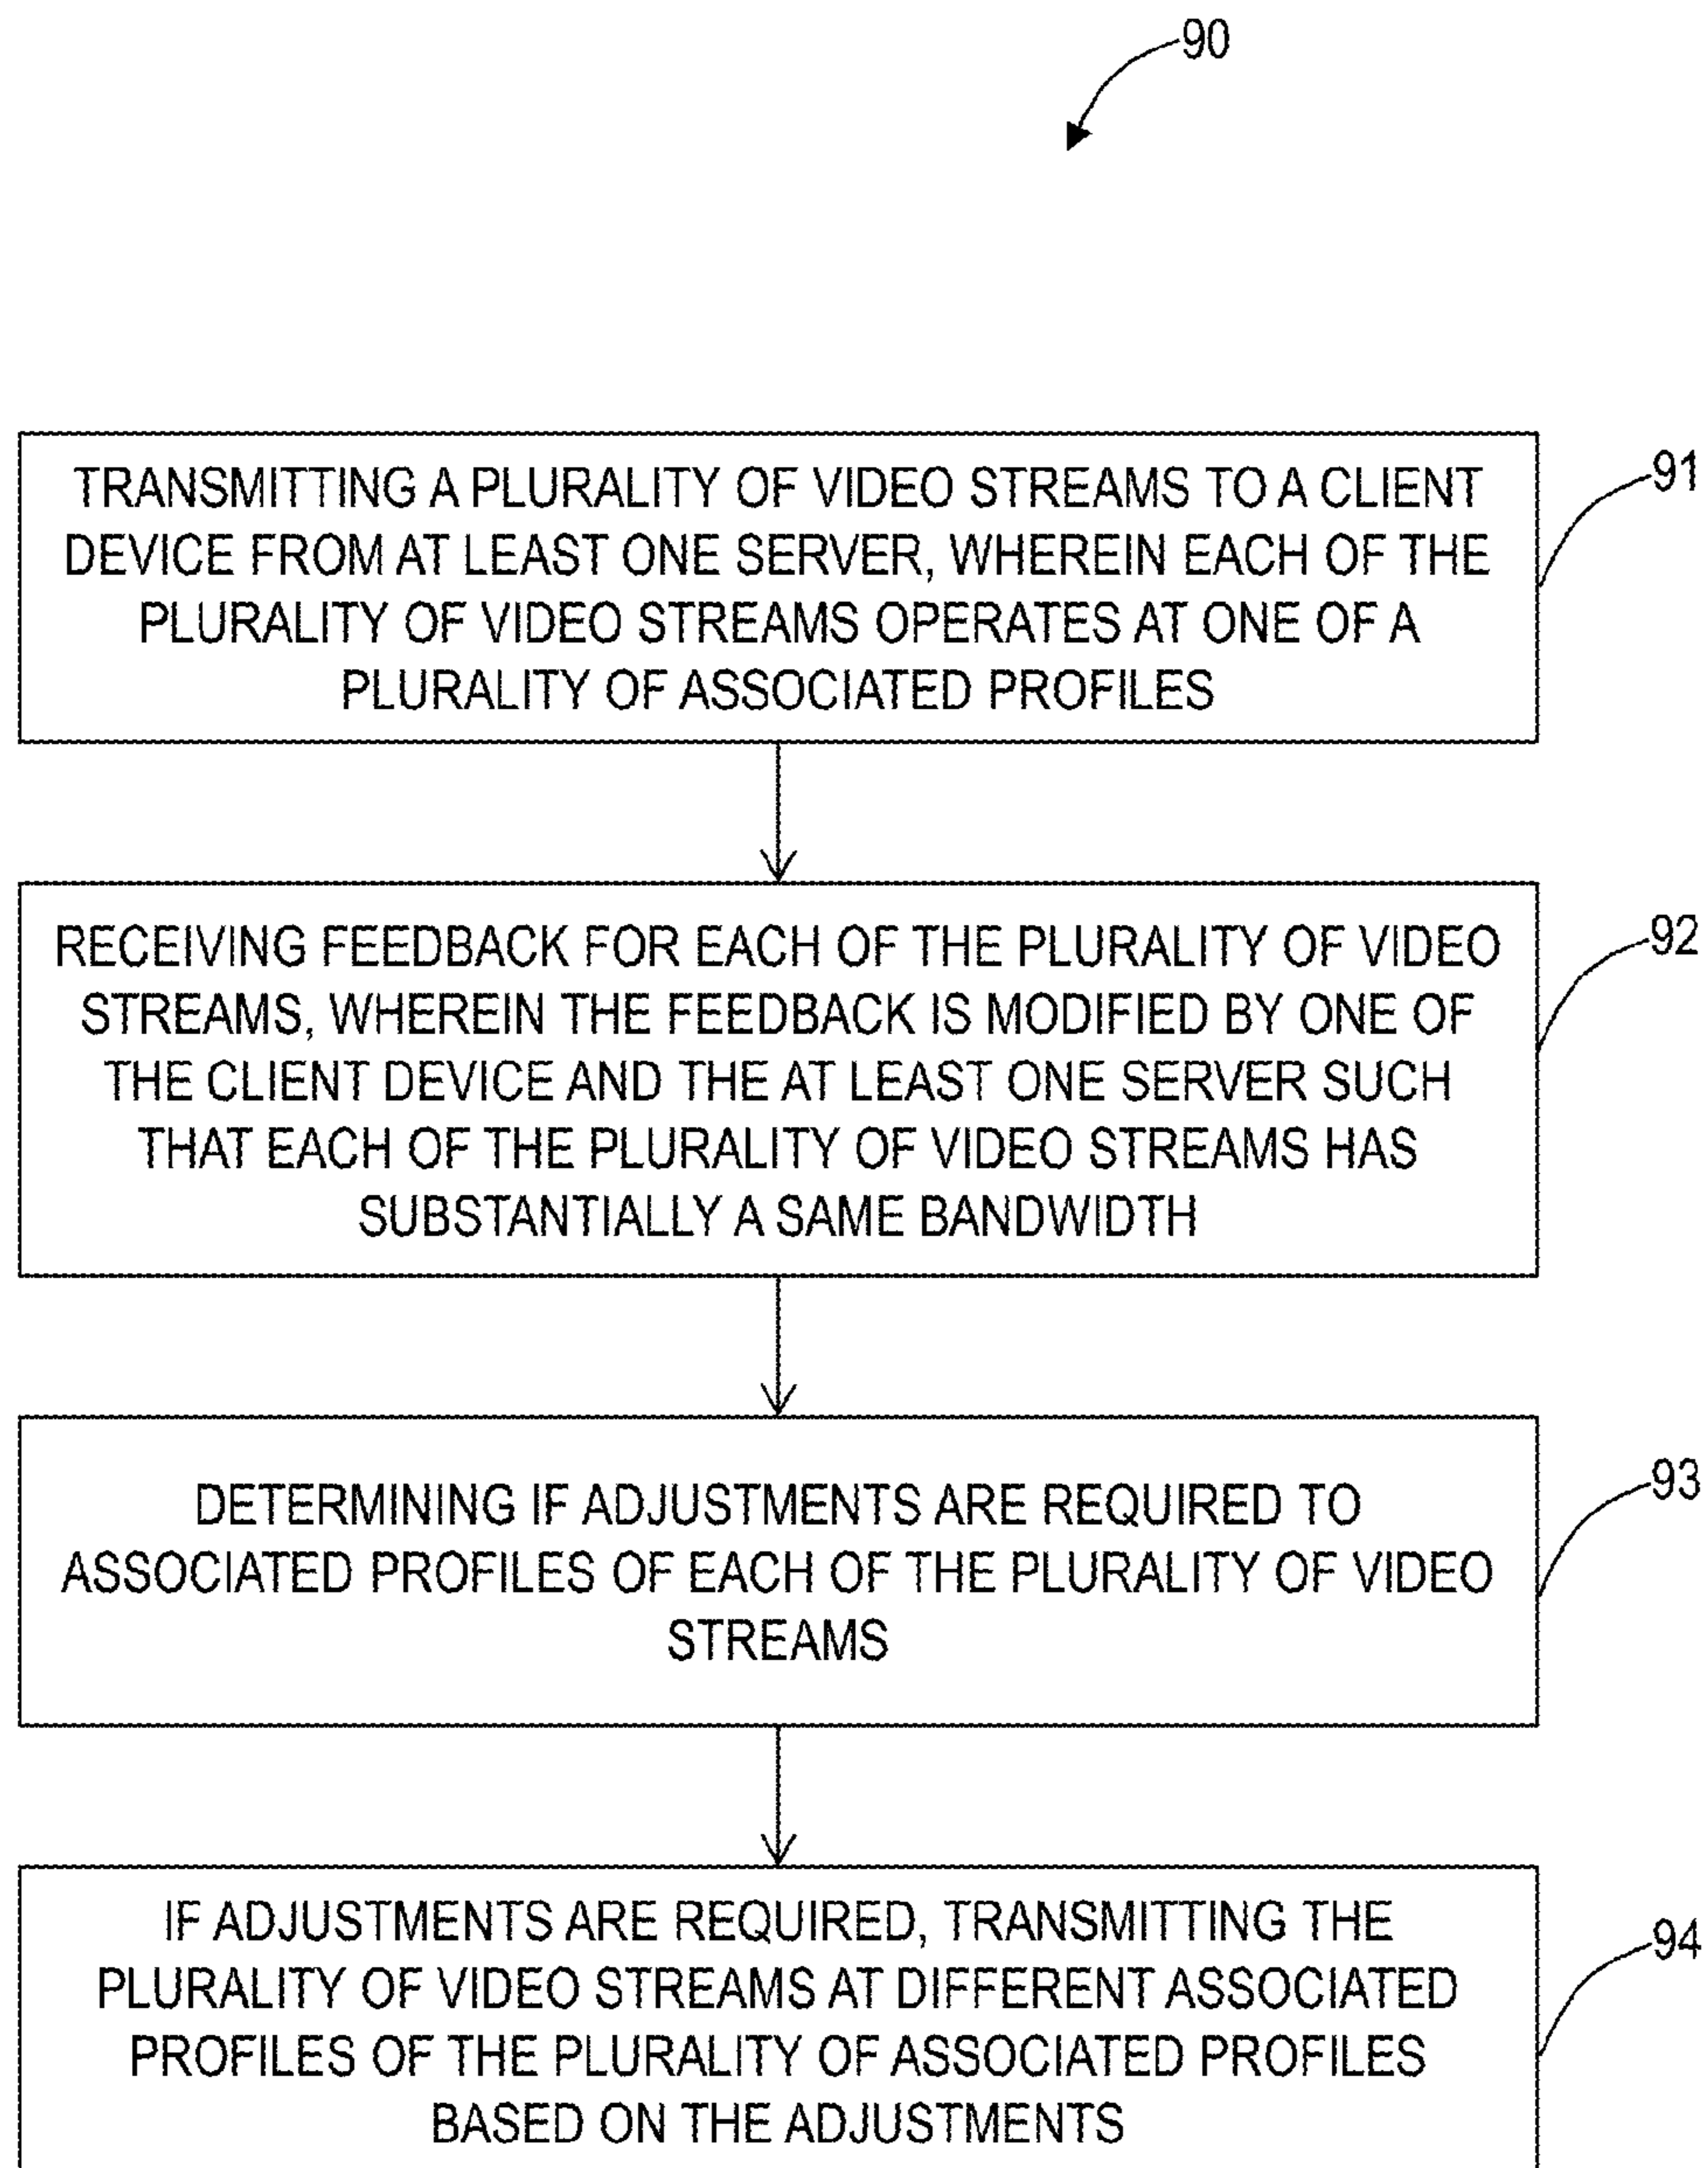 90
TRANSMITTING A PLURALITY OF VIDEO STREAMS TO A CLIENT
DEVICE FROM AT LEAST ONE SERVER, WHEREIN EACH OF THE
PLURALITY OF VIDEO STREAMS OPERATES AT ONE OF A
PLURALITY OF ASSOCIATED PROFILES
91
RECEIVING FEEDBACK FOR EACH OF THE PLURALITY OF VIDEO
STREAMS, WHEREIN THE FEEDBACK IS MODIFIED BY ONE OF
THE CLIENT DEVICE AND THE AT LEAST ONE SERVER SUCH
THAT EACH OF THE PLURALITY OF VIDEO STREAMS HAS
SUBSTANTIALLY A SAME BANDWIDTH
92
DETERMINING IF ADJUSTMENTS ARE REQUIRED TO
ASSOCIATED PROFILES OF EACH OF THE PLURALITY OF VIDEO
STREAMS
93
IF ADJUSTMENTS ARE REQUIRED, TRANSMITTING THE
PLURALITY OF VIDEO STREAMS AT DIFFERENT ASSOCIATED
PROFILES OF THE PLURALITY OF ASSOCIATED PROFILES
BASED ON THE ADJUSTMENTS
94